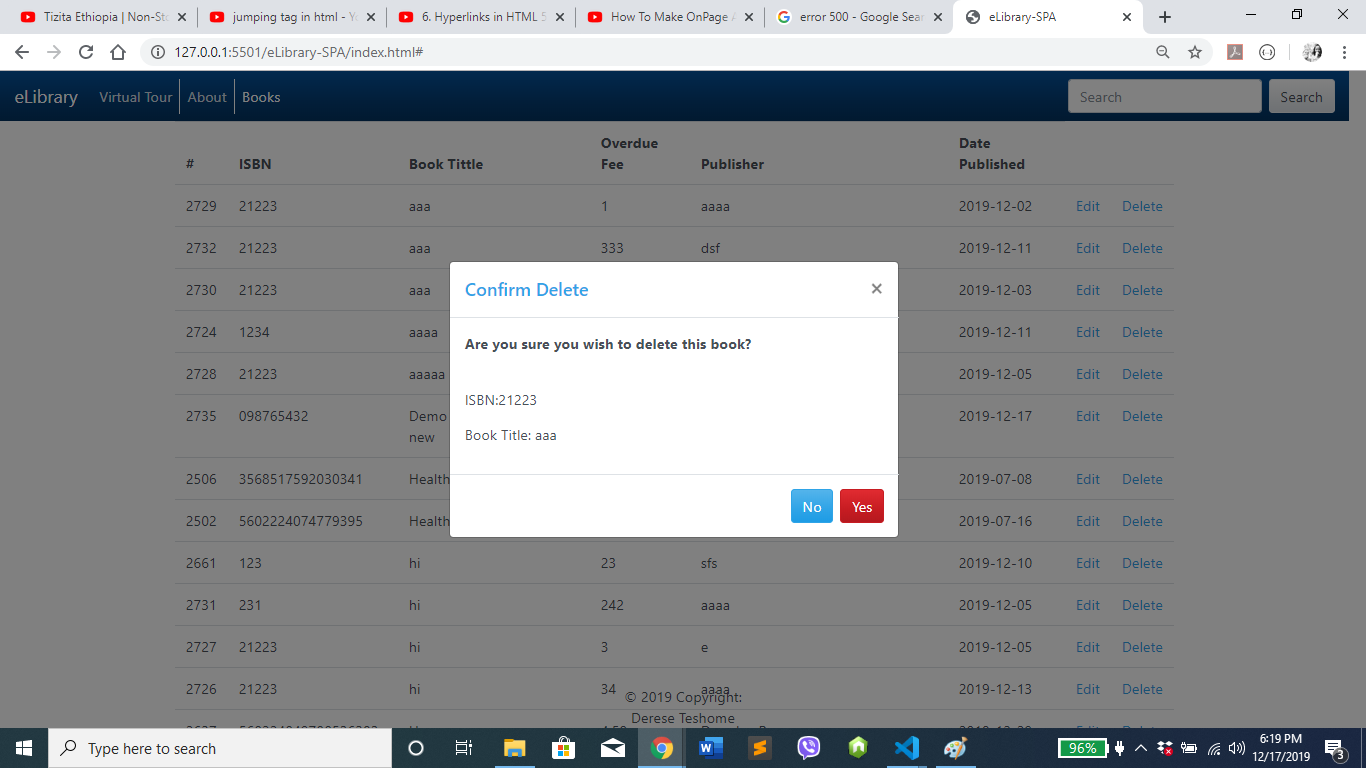 Tizita Ethiopia | Non-Sto
jumping tag in html - Yo
6. Hyperlinks in HTML 5
How To Make OnPage A
error 500 - Google Sear
eLibrary-SPA
127.0.0.1:5501/eLibrary-SPA/index.html#
eLibrary Virtual Tour About Books Search Search
# ISBN Book Tittle Overdue Fee Publisher Date Published
2729 21223 aaa 1 aaaa 2019-12-02 Edit Delete
2732 21223 aaa 333 dsf 2019-12-11 Edit Delete
2730 21223 aaa 2019-12-03 Edit Delete
2724 1234 aaaa 2019-12-11 Edit Delete
2728 21223 aaaaa 2019-12-05 Edit Delete
2735 098765432 Demo new 2019-12-17 Edit Delete
2506 3568517592030341 Health 2019-07-08 Edit Delete
2502 5602224074779395 Health 2019-07-16 Edit Delete
2661 123 hi 23 sfs 2019-12-10 Edit Delete
2731 231 hi 242 aaaa 2019-12-05 Edit Delete
2727 21223 hi 3 e 2019-12-05 Edit Delete
2726 21223 hi 34 aaaa 2019-12-13 Edit Delete
Confirm Delete ×
Are you sure you wish to delete this book?
ISBN:21223
Book Title: aaa
No Yes
© 2019 Copyright:
Derese Teshome
Type here to search
96%
6:19 PM
12/17/2019
3